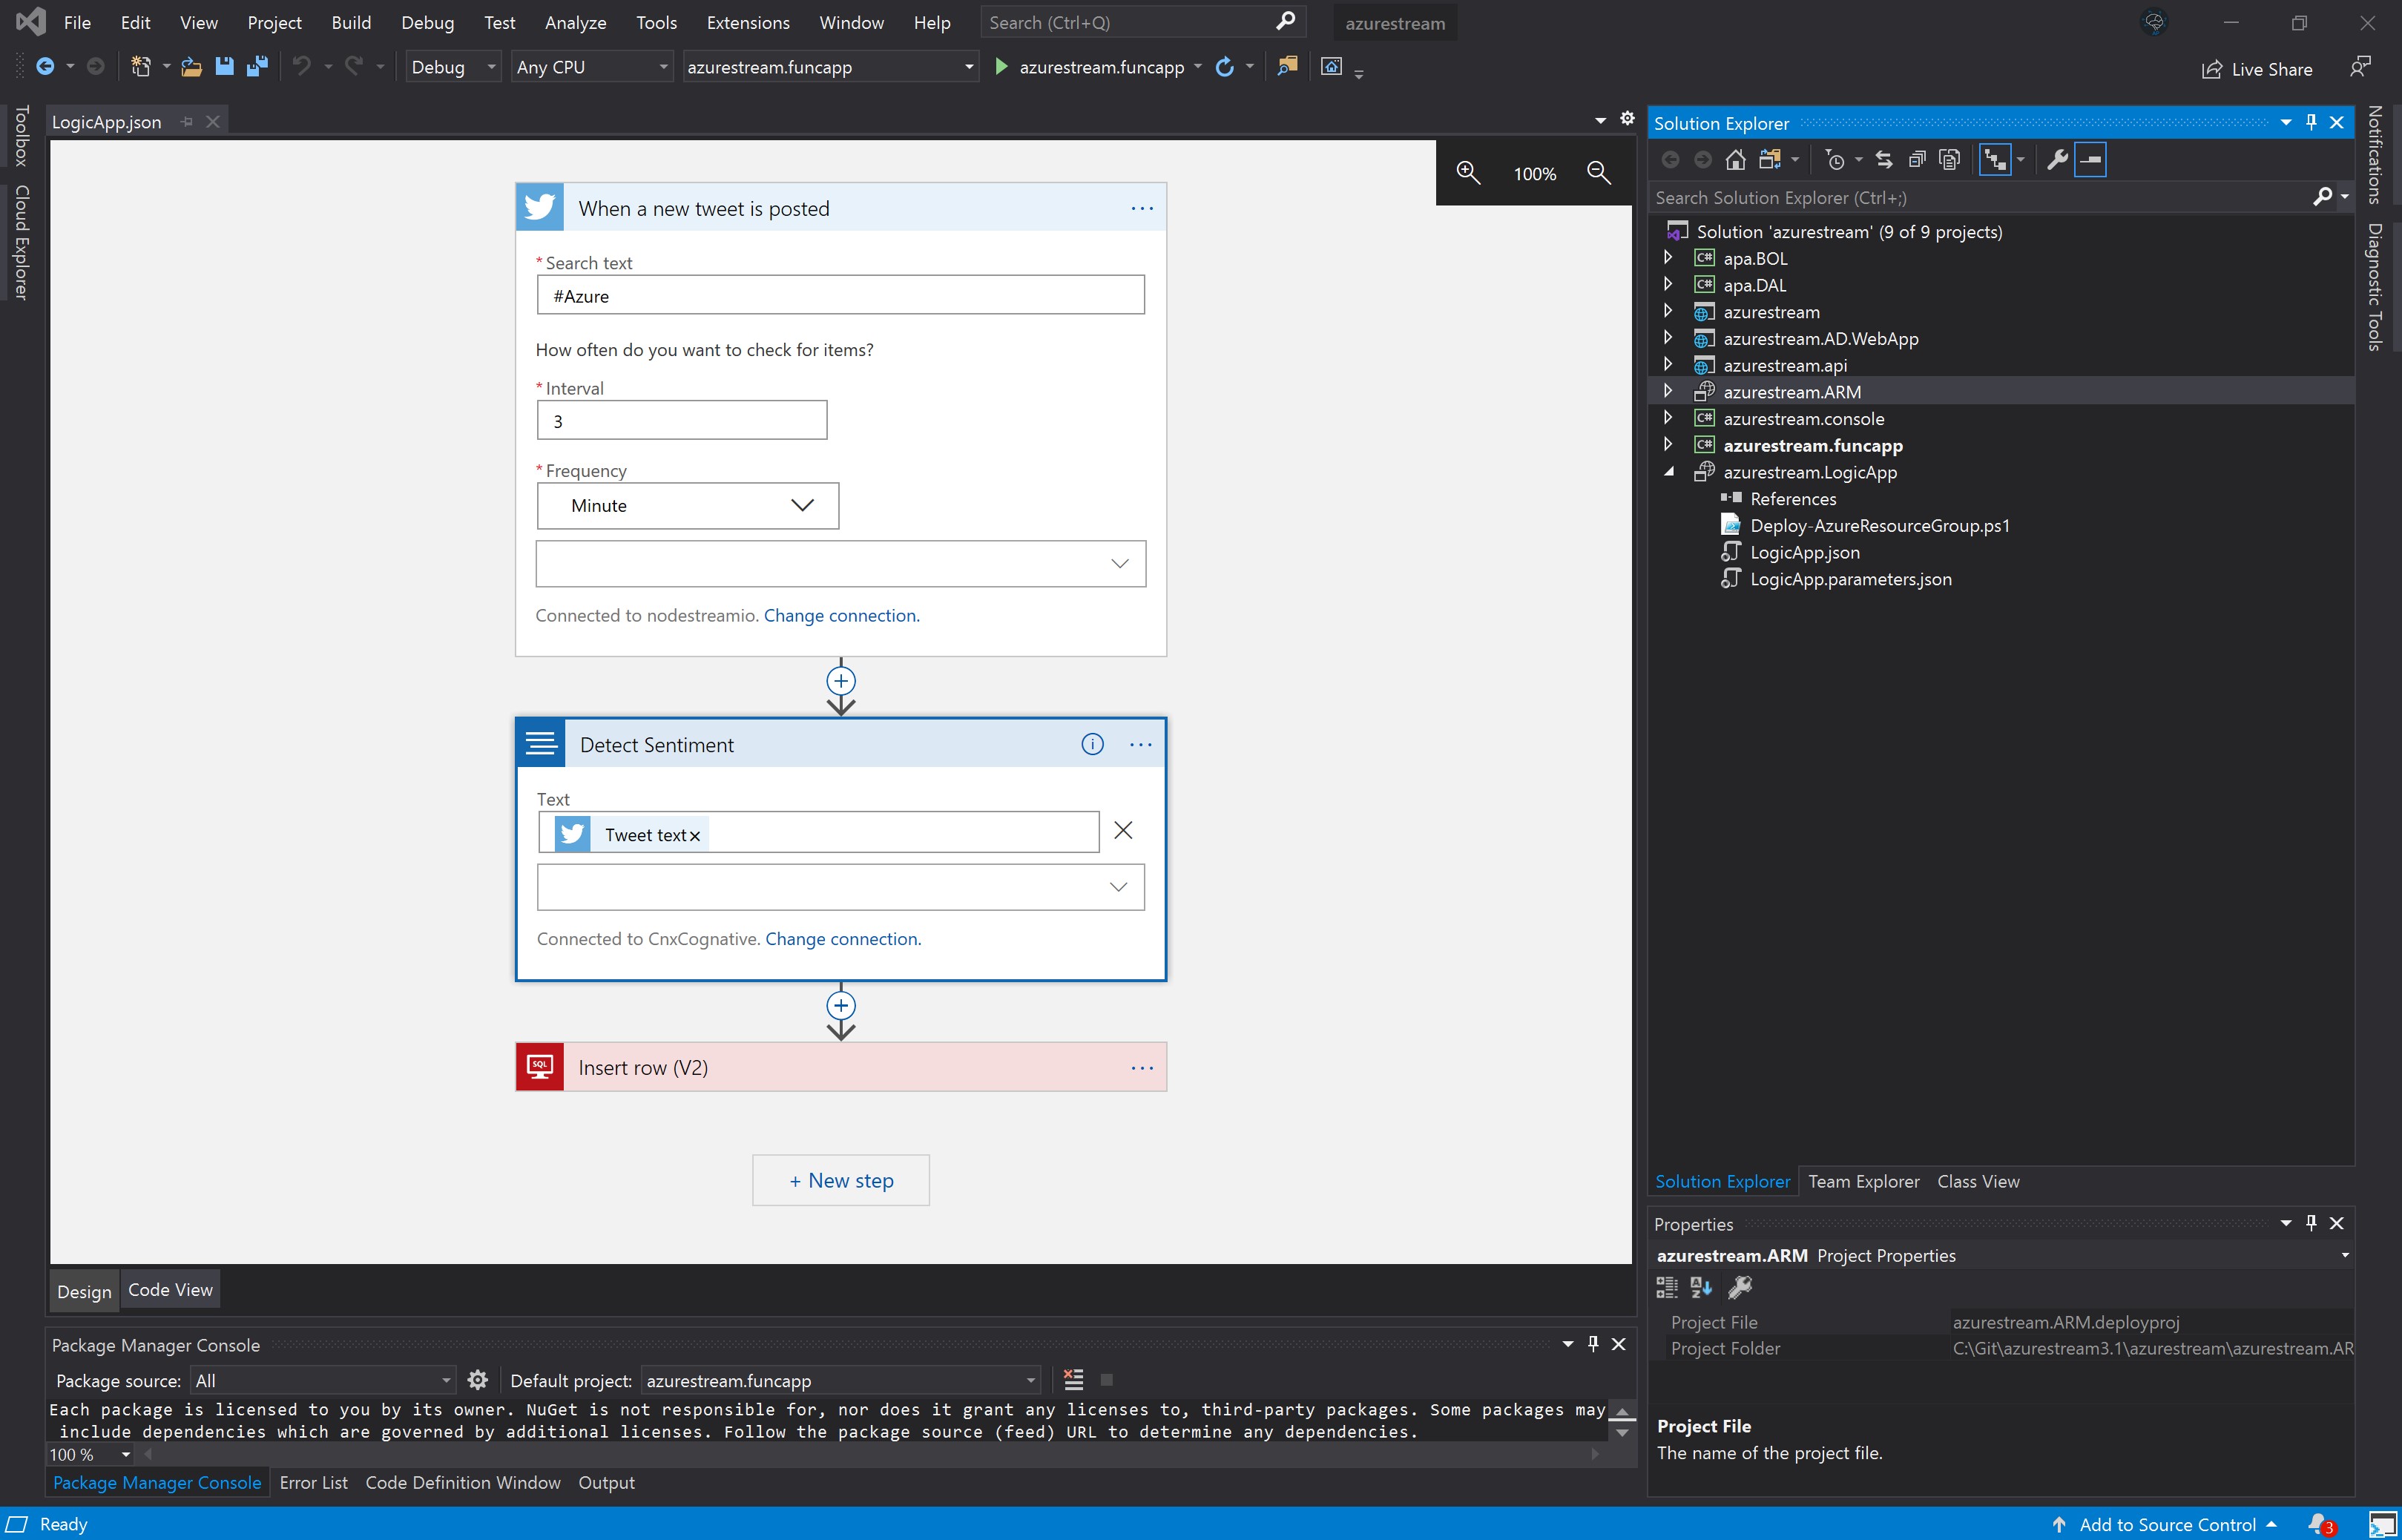 File Edit View Project Build Debug Test Analyze Tools Extensions Window Help Search (Ctrl+Q) azurestream
Debug Any CPU azurestream.funcapp azurestream.funcapp Live Share
Toolbox
Cloud Explorer
LogicApp.json
100%
When a new tweet is posted
* Search text
#Azure
How often do you want to check for items?
* Interval
3
* Frequency
Minute
Connected to nodestreamio. Change connection.
Detect Sentiment
Text
Tweet text
Connected to CnxCognative. Change connection.
SQL
Insert row (V2)
+ New step
Design Code View
Package Manager Console
Package source: All Default project: azurestream.funcapp
Each package is licensed to you by its owner. NuGet is not responsible for, nor does it grant any licenses to, third-party packages. Some packages may
include dependencies which are governed by additional licenses. Follow the package source (feed) URL to determine any dependencies.
100 %
Package Manager Console Error List Code Definition Window Output
Solution Explorer
Search Solution Explorer (Ctrl+;)
Solution 'azurestream' (9 of 9 projects)
C# apa.BOL
C# apa.DAL
azurestream
azurestream.AD.WebApp
azurestream.api
azurestream.ARM
C# azurestream.console
C# azurestream.funcapp
azurestream.LogicApp
References
Deploy-AzureResourceGroup.ps1
LogicApp.json
LogicApp.parameters.json
Solution Explorer Team Explorer Class View
Properties
azurestream.ARM Project Properties
Project File azurestream.ARM.deployproj
Project Folder C:\Git\azurestream3.1\azurestream\azurestream.AR
Project File
The name of the project file.
Notifications
Diagnostic Tools
Ready Add to Source Control 3